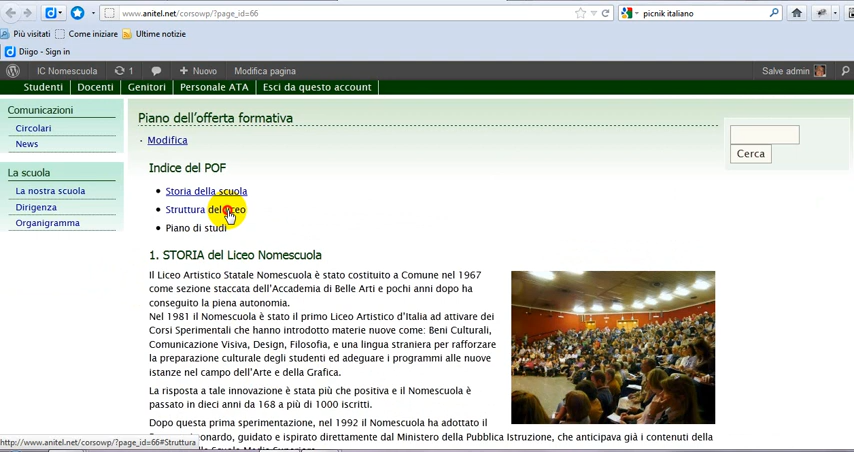 www.anitel.net/corsowp/?page_id=66
picnik italiano
Più visitati Come iniziare Ultime notizie
Diigo - Sign in
IC Nomescuola 1 Nuovo Modifica pagina Salve admin
Studenti Docenti Genitori Personale ATA Esci da questo account
Comunicazioni
Circolari
News
La scuola
La nostra scuola
Dirigenza
Organigramma
Piano dell'offerta formativa
Modifica
Indice del POF
Storia della scuola
Struttura del liceo
Piano di studi
1. STORIA del Liceo Nomescuola
Il Liceo Artistico Statale Nomescuola è stato costituito a Comune nel 1967
come sezione staccata dell'Accademia di Belle Arti e pochi anni dopo ha
conseguito la piena autonomia.
Nel 1981 il Nomescuola è stato il primo Liceo Artistico d'Italia ad attivare dei
Corsi Sperimentali che hanno introdotto materie nuove come: Beni Culturali,
Comunicazione Visiva, Design, Filosofia, e una lingua straniera per rafforzare
la preparazione culturale degli studenti ed adeguare i programmi alle nuove
istanze nel campo dell'Arte e della Grafica.
La risposta a tale innovazione è stata più che positiva e il Nomescuola è
passato in dieci anni da 168 a più di 1000 iscritti.
Dopo questa prima sperimentazione, nel 1992 il Nomescuola ha adottato il
Leonardo, guidato e ispirato direttamente dal Ministero della Pubblica Istruzione, che anticipava già i contenuti della
Cerca
http://www.anitel.net/corsowp/?page_id=66#Struttura